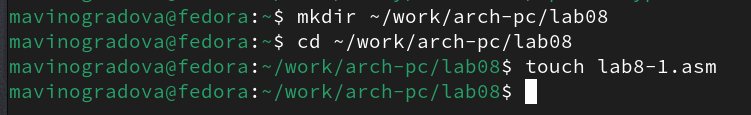 mavinogradova@fedora:~$ mkdir ~/work/arch-pc/lab08
mavinogradova@fedora:~$ cd ~/work/arch-pc/lab08
mavinogradova@fedora:~/work/arch-pc/lab08$ touch lab8-1.asm
mavinogradova@fedora:~/work/arch-pc/lab08$